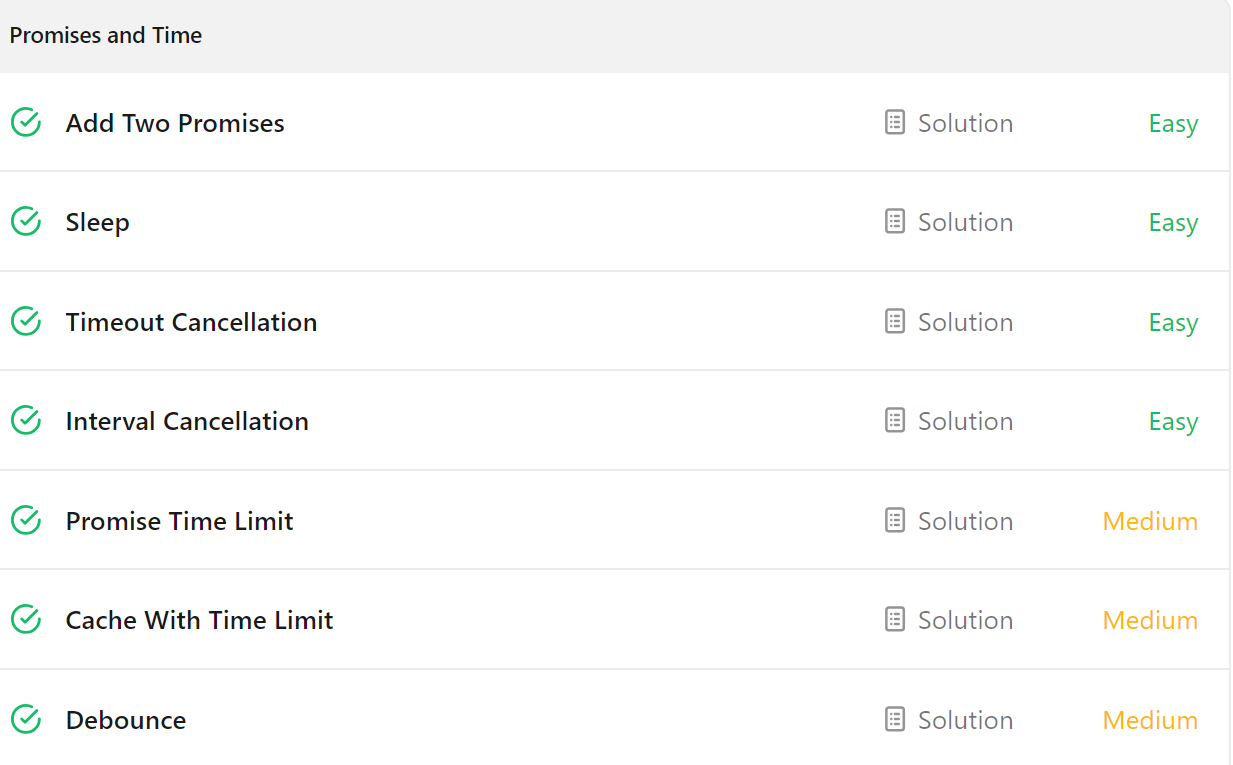 Promises and Time
Add Two Promises Solution Easy
Sleep Solution Easy
Timeout Cancellation Solution Easy
Interval Cancellation Solution Easy
Promise Time Limit Solution Medium
Cache With Time Limit Solution Medium
Debounce Solution Medium